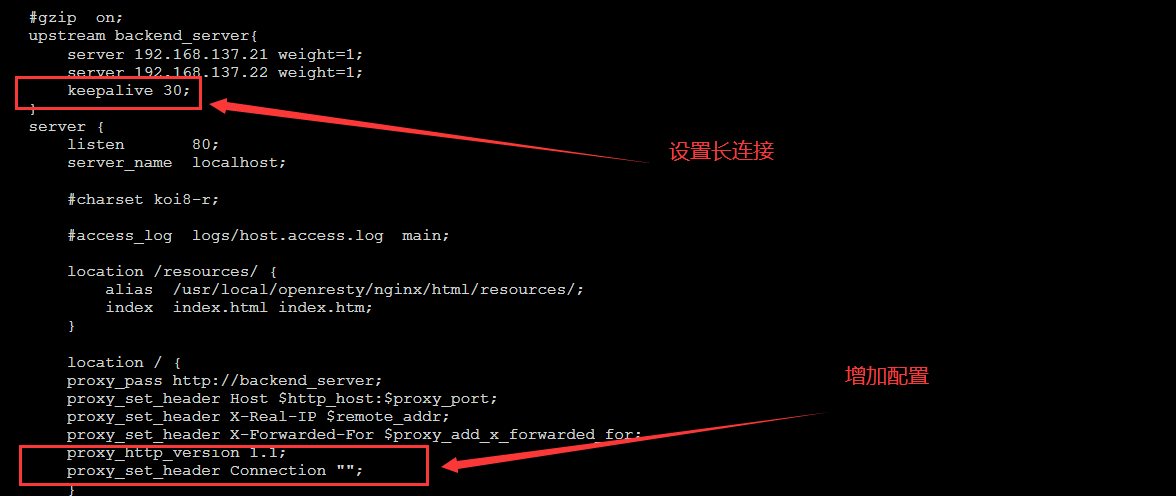 #gzip  on;
upstream backend_server{
server 192.168.137.21 weight=1;
server 192.168.137.22 weight=1;
keepalive 30;
}
server {
listen       80;
server_name  localhost;
#charset koi8-r;
#access_log  logs/host.access.log  main;
location /resources/ {
alias  /usr/local/openresty/nginx/html/resources/;
index  index.html index.htm;
}
location / {
proxy_pass http://backend_server;
proxy_set_header Host $http_host:$proxy_port;
proxy_set_header X-Real-IP $remote_addr;
proxy_set_header X-Forwarded-For $proxy_add_x_forwarded_for;
proxy_http_version 1.1;
proxy_set_header Connection "";
}
设置长连接
增加配置